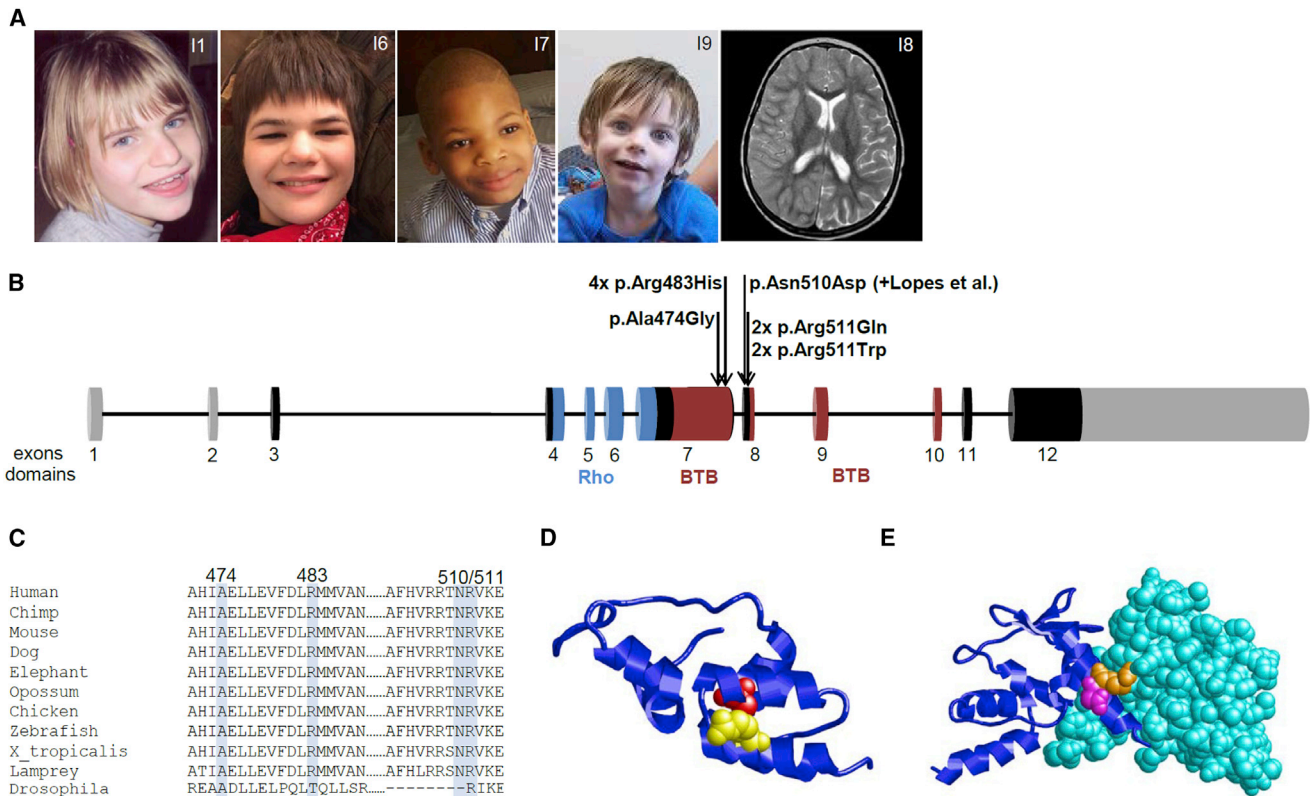 A
I1
I6
I7
I9
I8
B
4x p.Arg483His
p.Asn510Asp (+Lopes et al.)
p.Ala474Gly
2x p.Arg511Gln
2x p.Arg511Trp
exons 1 2 3 4 5 6 7 8 9 10 11 12
domains Rho BTB BTB
C
474 483 510/511
Human AHIAELLEVFDLRMMVAN……AFHVRRTNRVKE
Chimp AHIAELLEVFDLRMMVAN……AFHVRRTNRVKE
Mouse AHIAELLEVFDLRMMVAN……AFHVRRTNRVKE
Dog AHIAELLEVFDLRMMVAN……AFHVRRTNRVKE
Elephant AHIAELLEVFDLRMMVAN……AFHVRRTNRVKE
Opossum AHIAELLEVFDLRMMVAN……AFHVRRTNRVKE
Chicken AHIAELLEVFDLRMMVAN……AFHVRRTNRVKE
Zebrafish AHIAELLEVFDLRMMVAN……AFHVRRTNRVKE
X_tropicalis AHIAELLEVFDLRMMVAN……AFHVRRSNRVKE
Lamprey ATIAELLEVFDLRMMVAN……AFHLRRSNRVKE
Drosophila REAADLLELPQLTQLLSR……--------RIKE
D
E